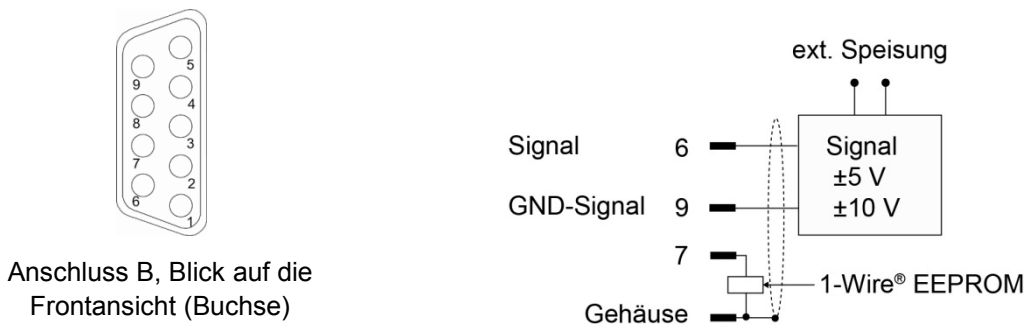 5
9
4
8
3
7
2
6
1
Anschluss B, Blick auf die
Frontansicht (Buchse)
ext. Speisung
Signal 6
Signal
±5 V
±10 V
GND-Signal 9
7
1-Wire® EEPROM
Gehäuse